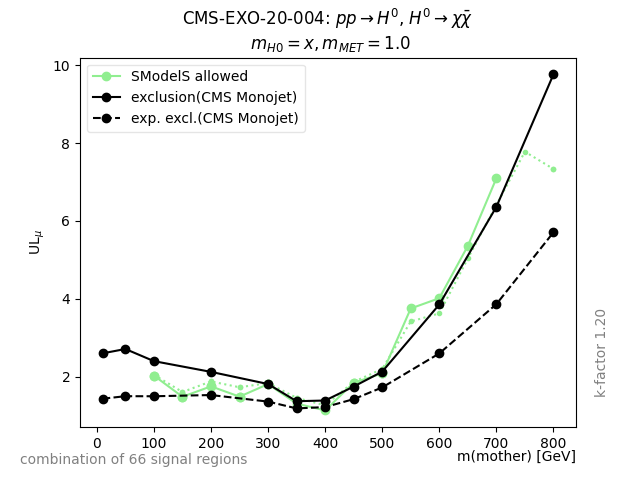 CMS-EXO-20-004: pp → H⁰, H⁰ → χχ̄
m_H0 = x, m_MET = 1.0
SModelS allowed
exclusion(CMS Monojet)
exp. excl.(CMS Monojet)
10
8
6
4
2
UL_μ
0 100 200 300 400 500 600 700 800
m(mother) [GeV]
combination of 66 signal regions
k-factor 1.20